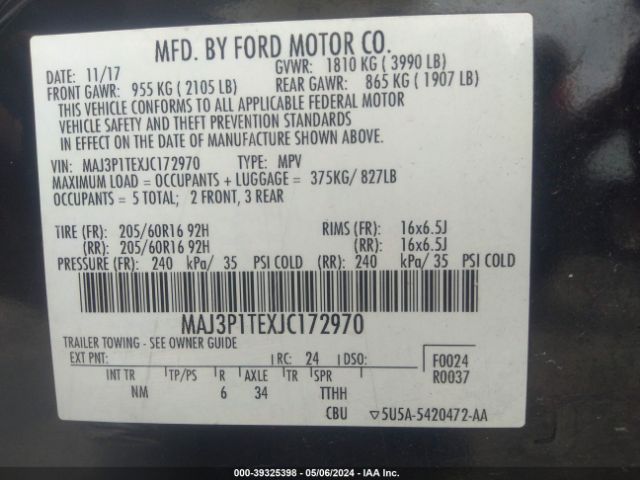 MFD. BY FORD MOTOR CO.
DATE: 11/17 GVWR: 1810 KG ( 3990 LB)
FRONT GAWR: 955 KG ( 2105 LB) REAR GAWR: 865 KG ( 1907 LB)
THIS VEHICLE CONFORMS TO ALL APPLICABLE FEDERAL MOTOR
VEHICLE SAFETY AND THEFT PREVENTION STANDARDS
IN EFFECT ON THE DATE OF MANUFACTURE SHOWN ABOVE.
VIN: MAJ3P1TEXJC172970 TYPE: MPV
MAXIMUM LOAD = OCCUPANTS + LUGGAGE = 375KG/ 827LB
OCCUPANTS = 5 TOTAL; 2 FRONT, 3 REAR
TIRE (FR): 205/60R16 92H RIMS (FR): 16x6.5J
(RR): 205/60R16 92H (RR): 16x6.5J
PRESSURE (FR): 240 kPa/ 35 PSI COLD (RR): 240 kPa/ 35 PSI COLD
MAJ3P1TEXJC172970
TRAILER TOWING - SEE OWNER GUIDE
EXT PNT: RC: 24 DSO: F0024
INT TR TP/PS R AXLE TR SPR R0037
NM 6 34 TTHH
CBU ▽5U5A-5420472-AA
000-39325398 - 05/06/2024 - IAA Inc.